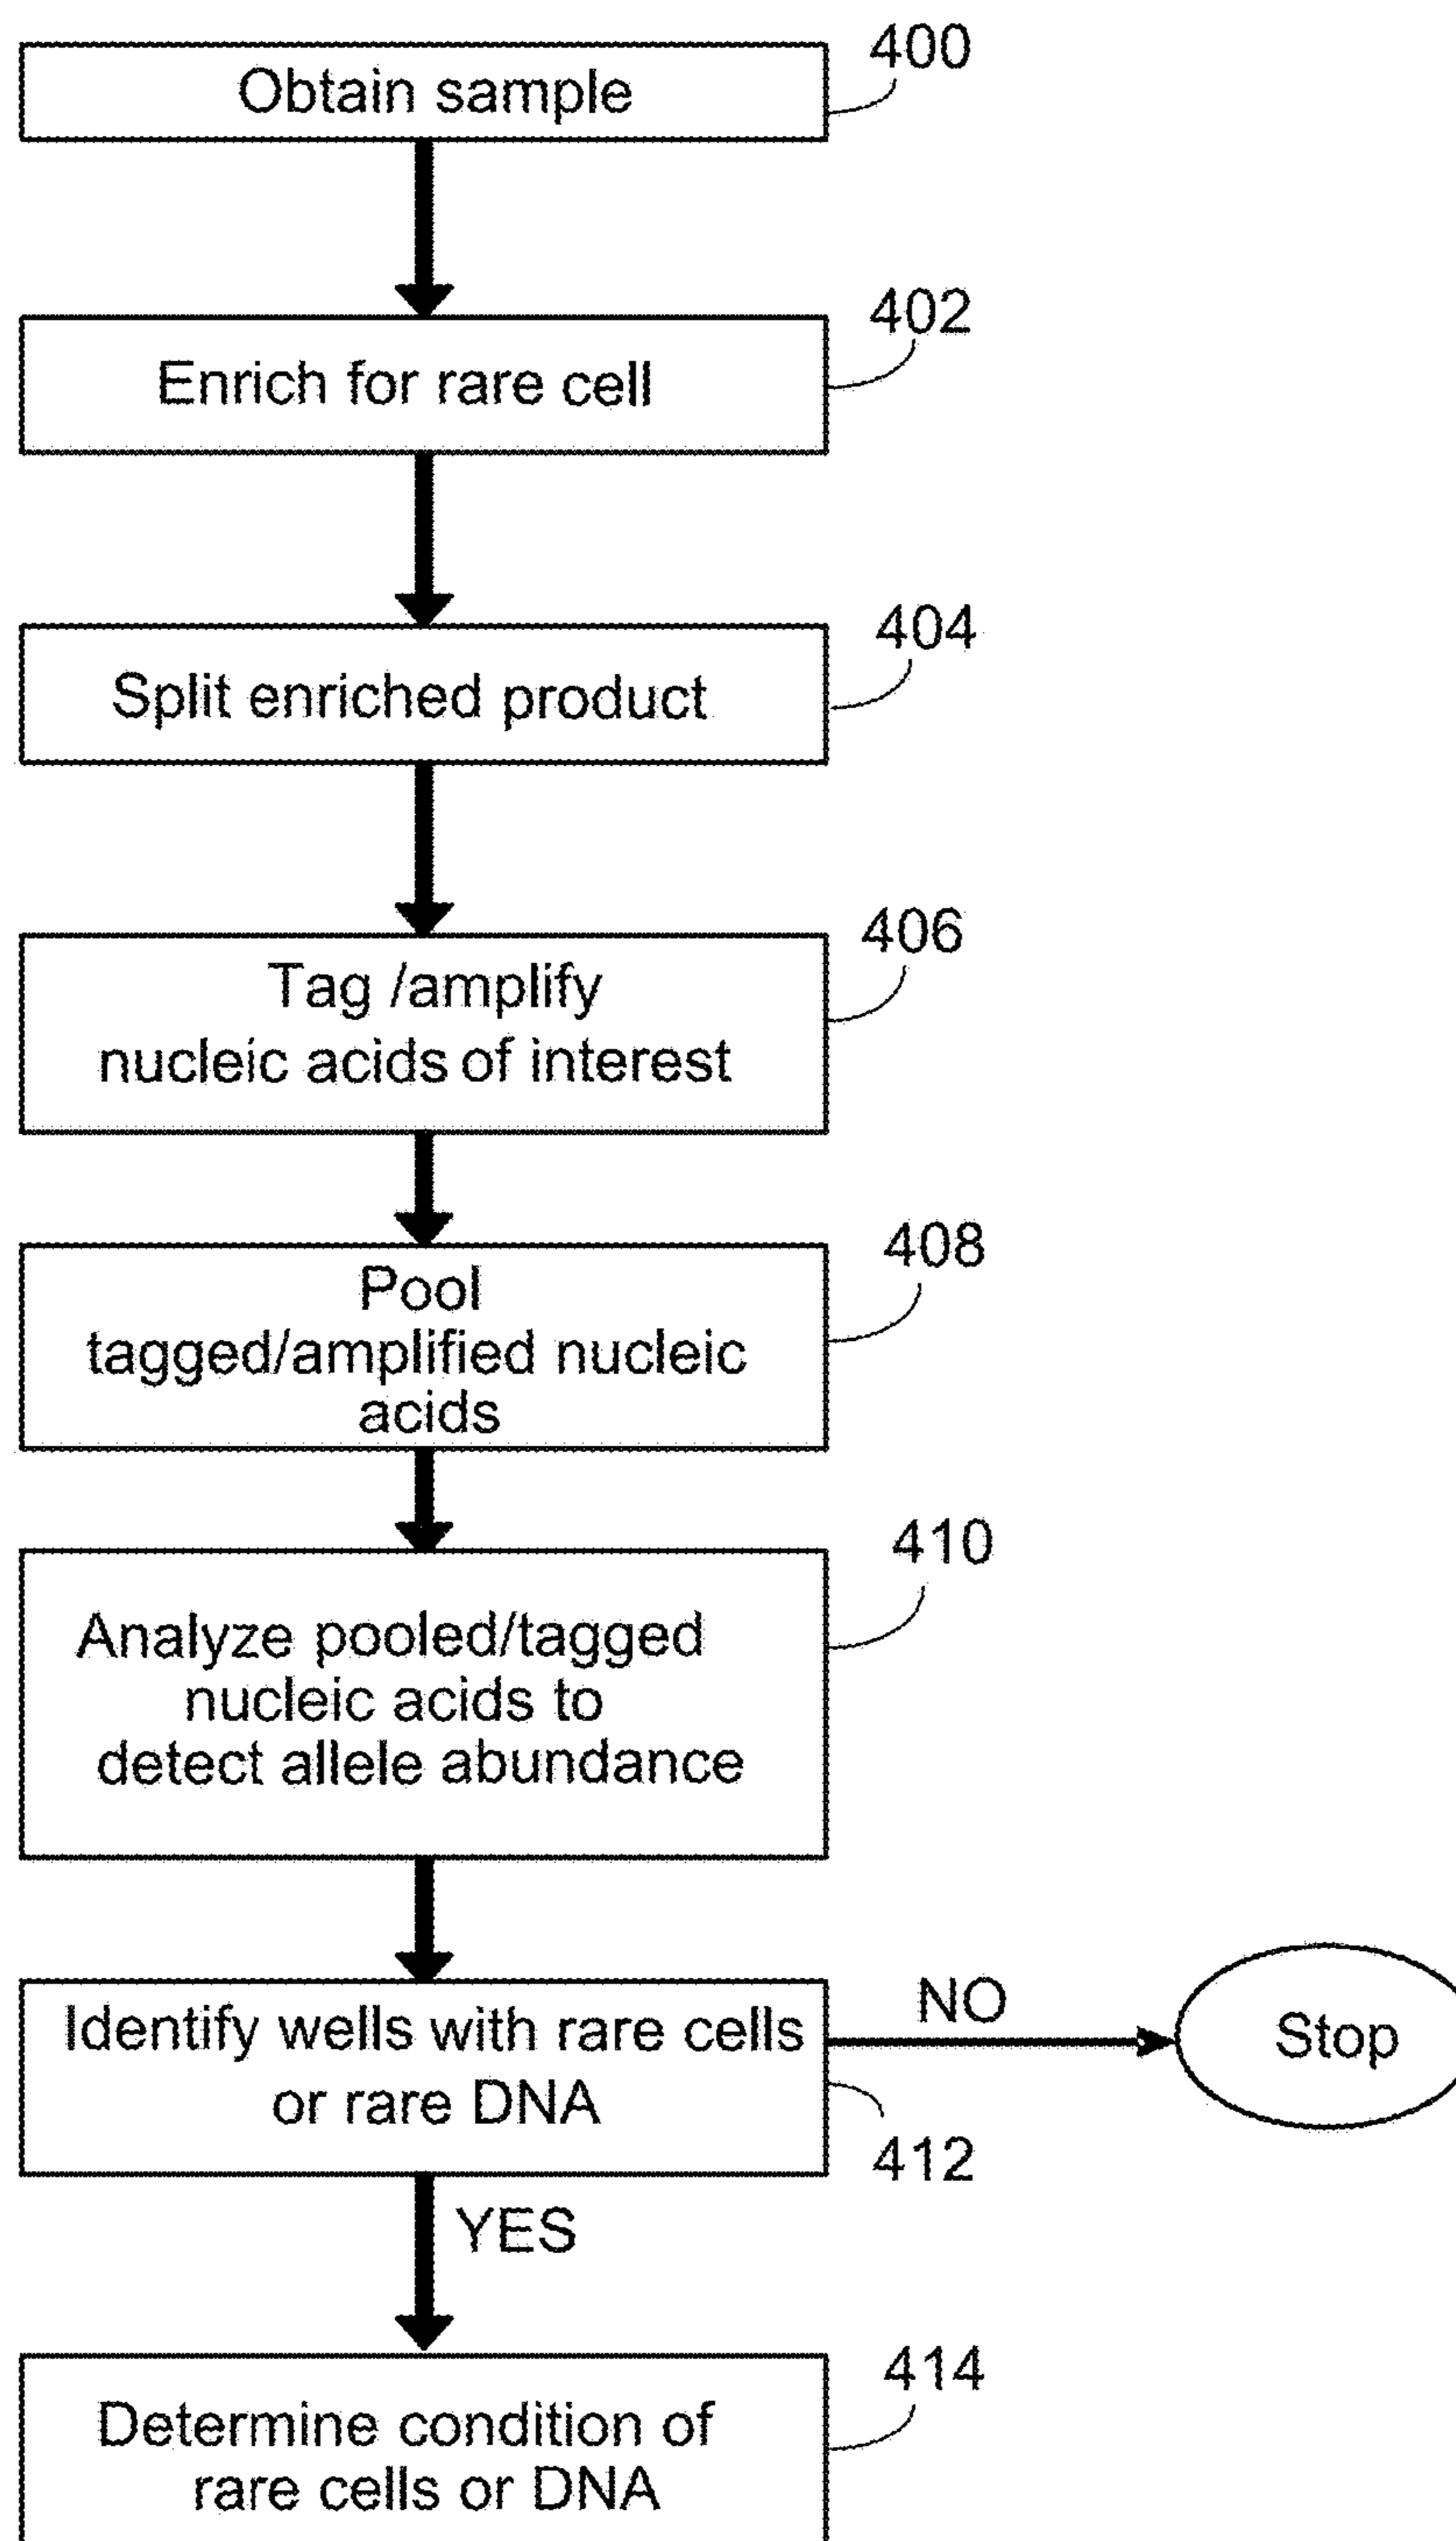 Obtain sample
400
Enrich for rare cell
402
Split enriched product
404
Tag /amplify
nucleic acids of interest
406
Pool
tagged/amplified nucleic
acids
408
Analyze pooled/tagged
nucleic acids to
detect allele abundance
410
Identify wells with rare cells
or rare DNA
412
NO
Stop
YES
Determine condition of
rare cells or DNA
414